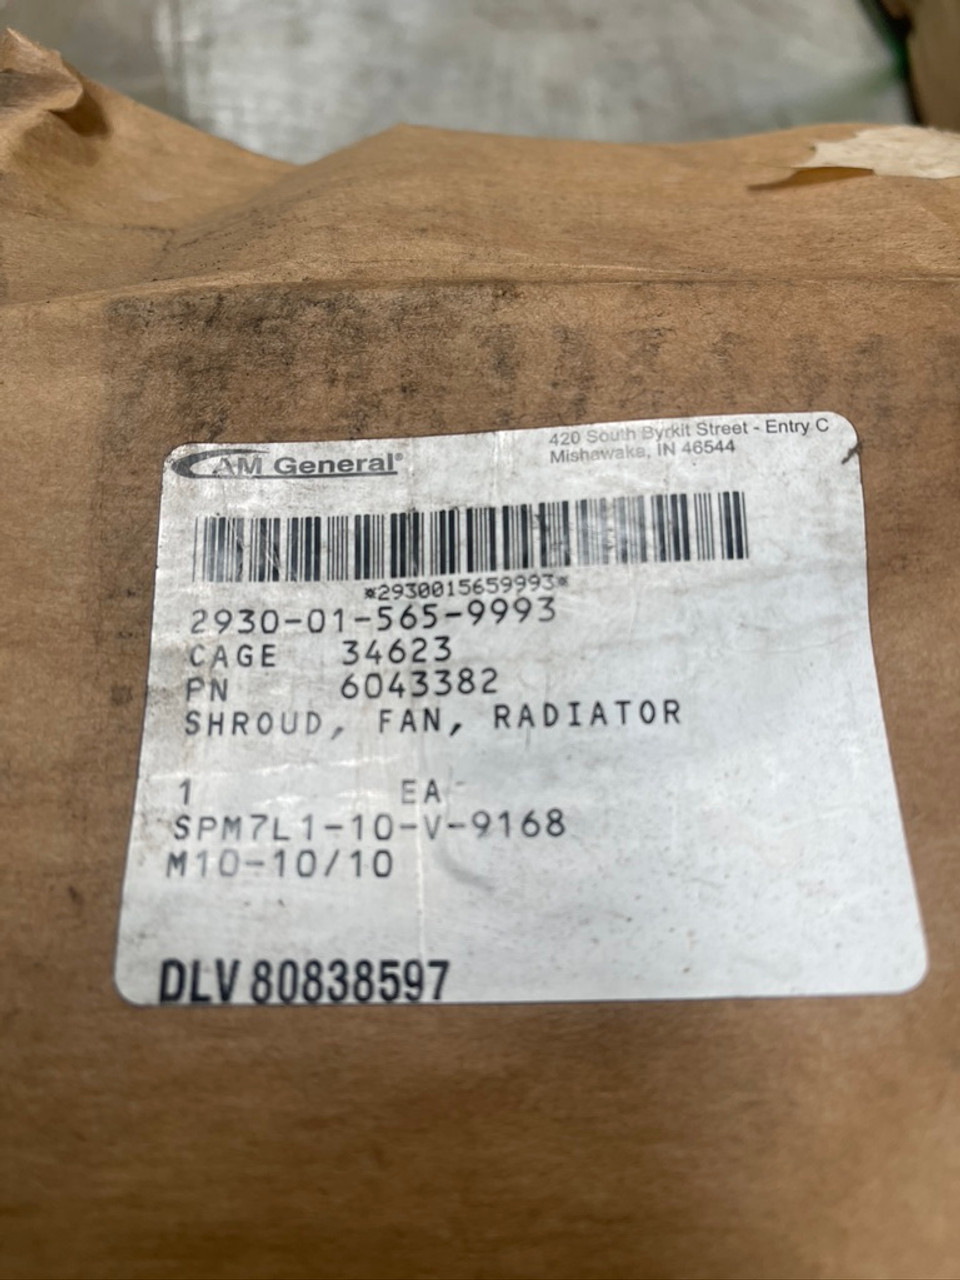 AM General®
420 South Byrkit Street - Entry C
Mishawaka, IN 46544
*2930015659993*
2930-01-565-9993
CAGE 34623
PN 6043382
SHROUD, FAN, RADIATOR
1 EA
SPM7L1-10-V-9168
M10-10/10
DLV 80838597